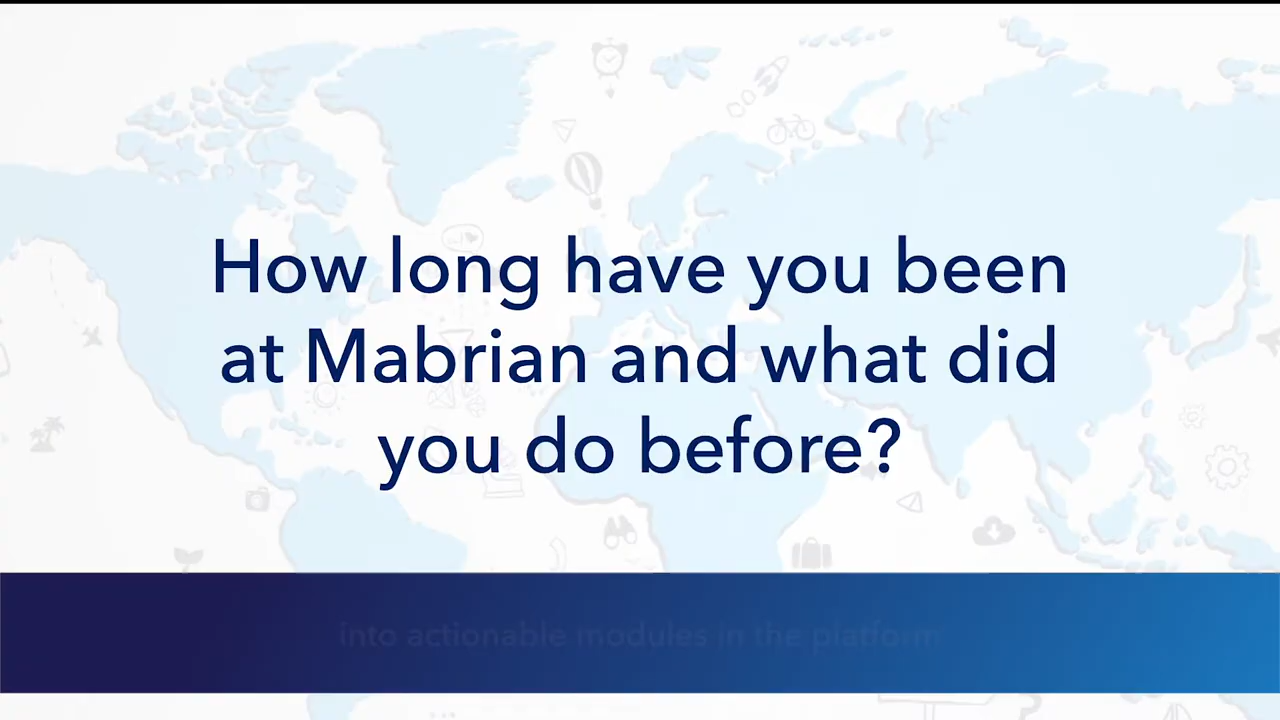 How long have you been
at Mabrian and what did
you do before?
into actionable modules in the platform